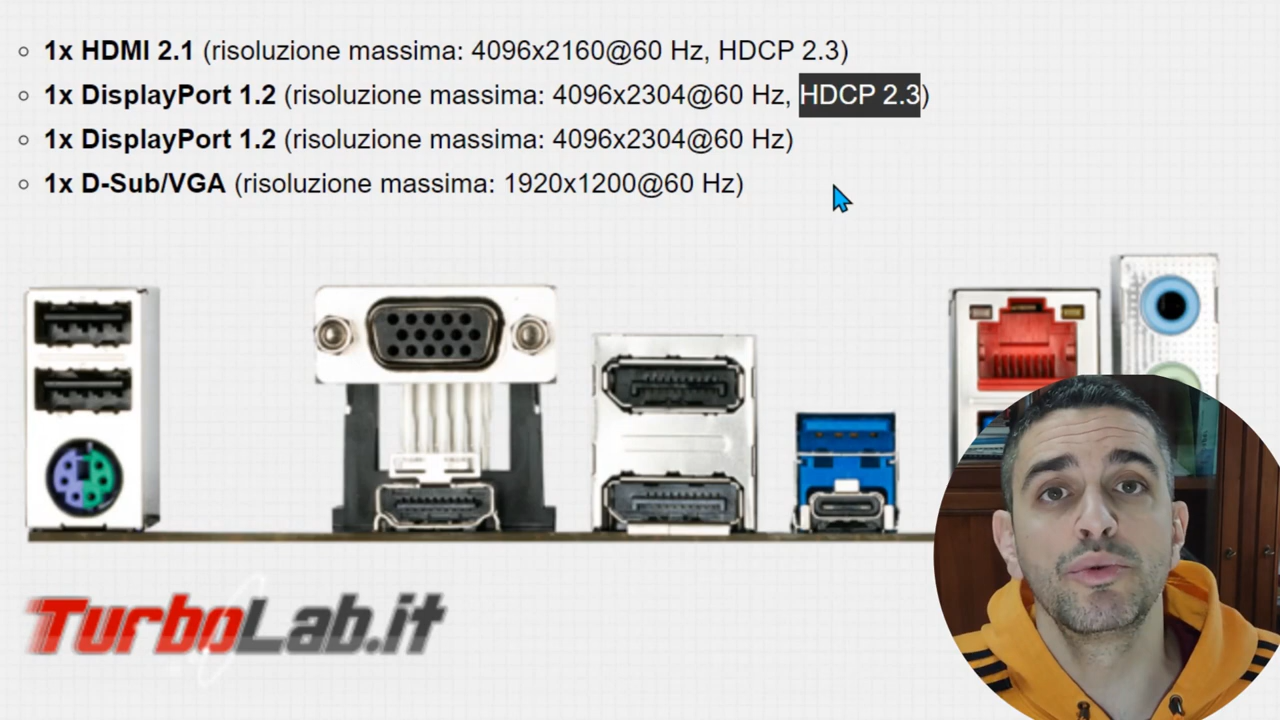 1x HDMI 2.1 (risoluzione massima: 4096x2160@60 Hz, HDCP 2.3)
1x DisplayPort 1.2 (risoluzione massima: 4096x2304@60 Hz, HDCP 2.3)
1x DisplayPort 1.2 (risoluzione massima: 4096x2304@60 Hz)
1x D-Sub/VGA (risoluzione massima: 1920x1200@60 Hz)
TurboLab.it